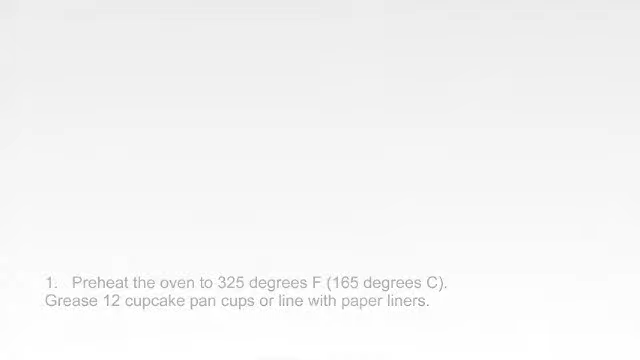 1. Preheat the oven to 325 degrees F (165 degrees C).
Grease 12 cupcake pan cups or line with paper liners.